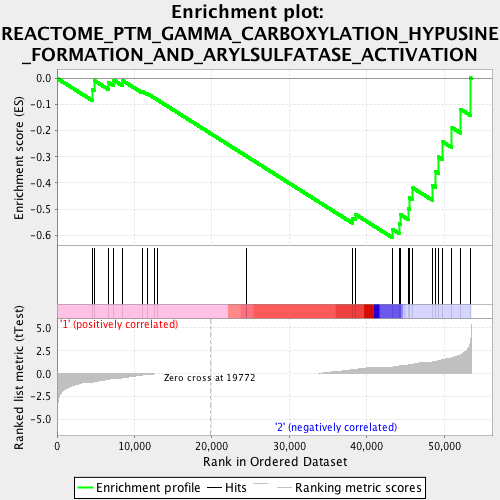 Enrichment plot:
REACTOME_PTM_GAMMA_CARBOXYLATION_HYPUSINE
_FORMATION_AND_ARYLSULFATASE_ACTIVATION
Enrichment score (ES)
0.0
-0.1
-0.2
-0.3
-0.4
-0.5
-0.6
'1' (positively correlated)
Ranked list metric (tTest)
5.0
2.5
0.0
-2.5
-5.0
Zero cross at 19772
'2' (negatively correlated)
0
10,000
20,000
30,000
40,000
50,000
Rank in Ordered Dataset
Enrichment profile
Hits
Ranking metric scores